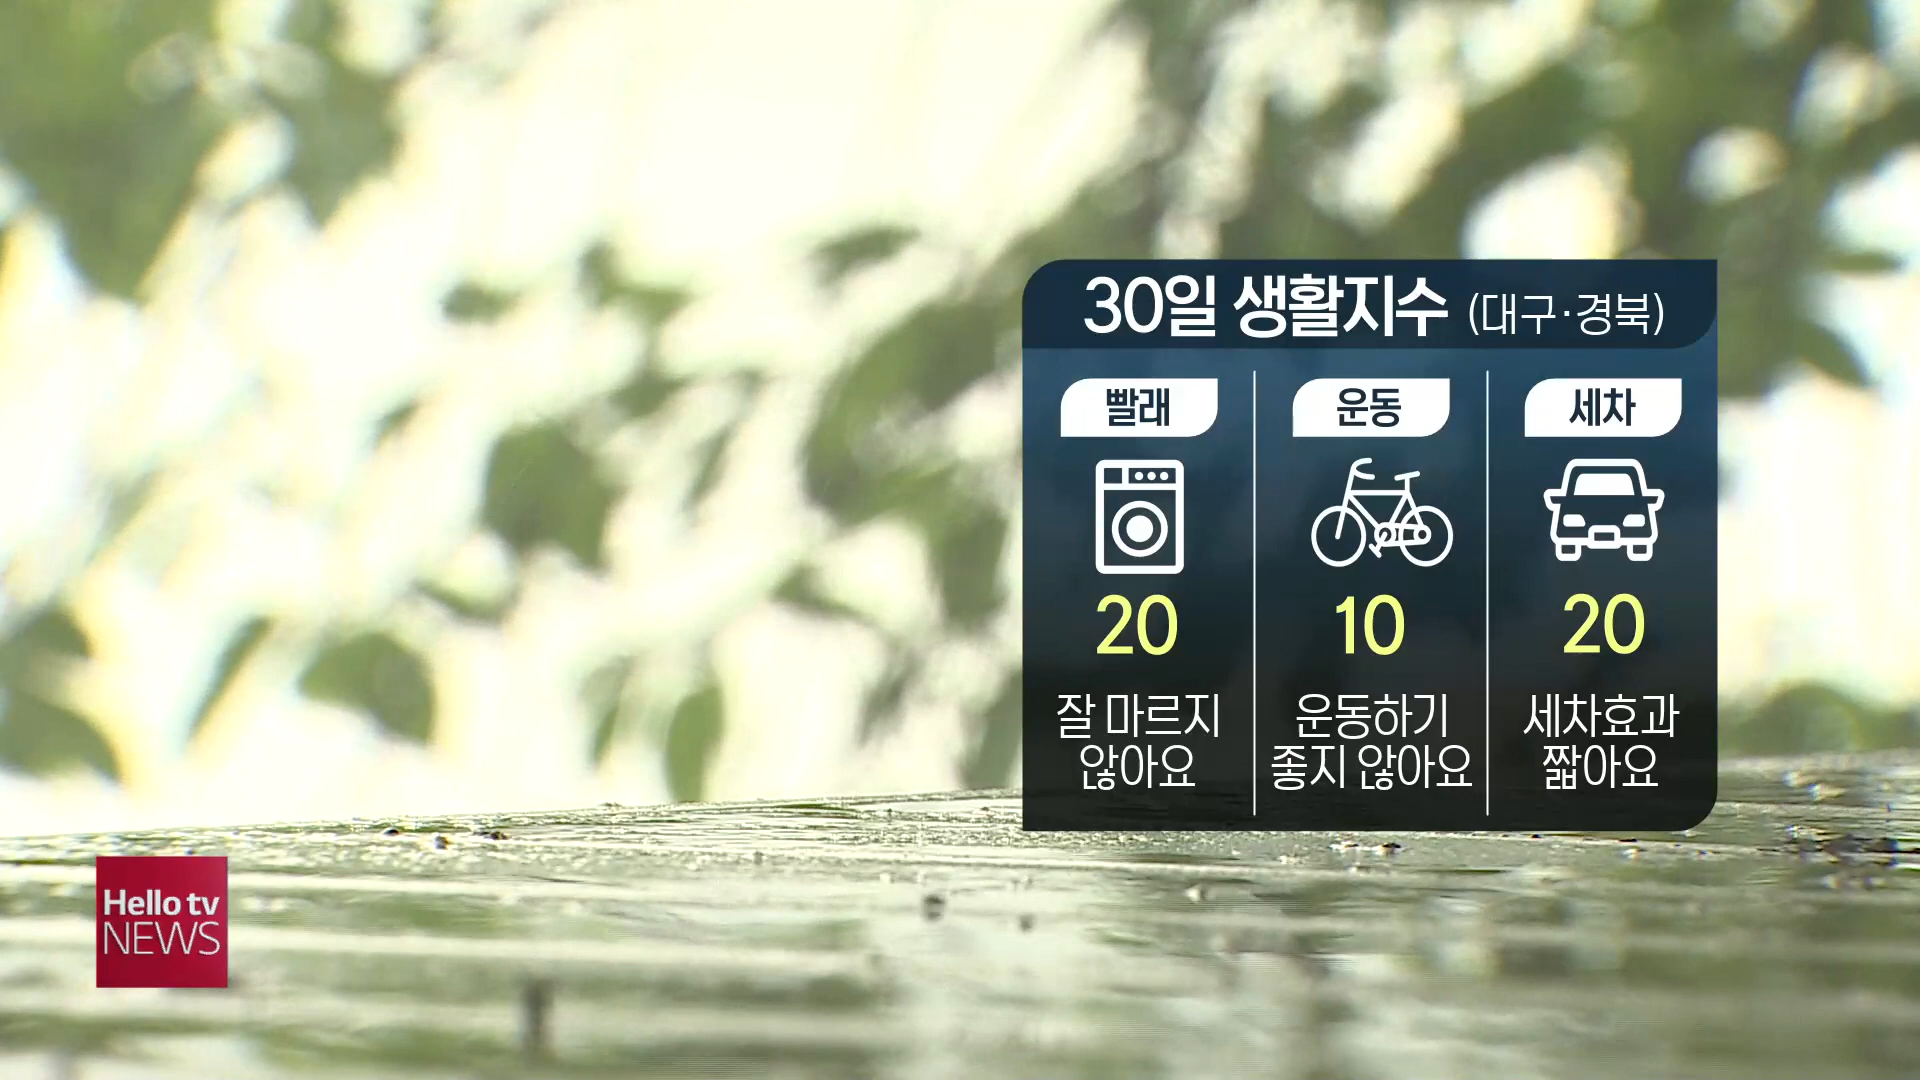 30일 생활지수 (대구·경북)
빨래
운동
세차
20
10
20
잘 마르지
않아요
운동하기
좋지 않아요
세차효과
짧아요
Hello tv
NEWS